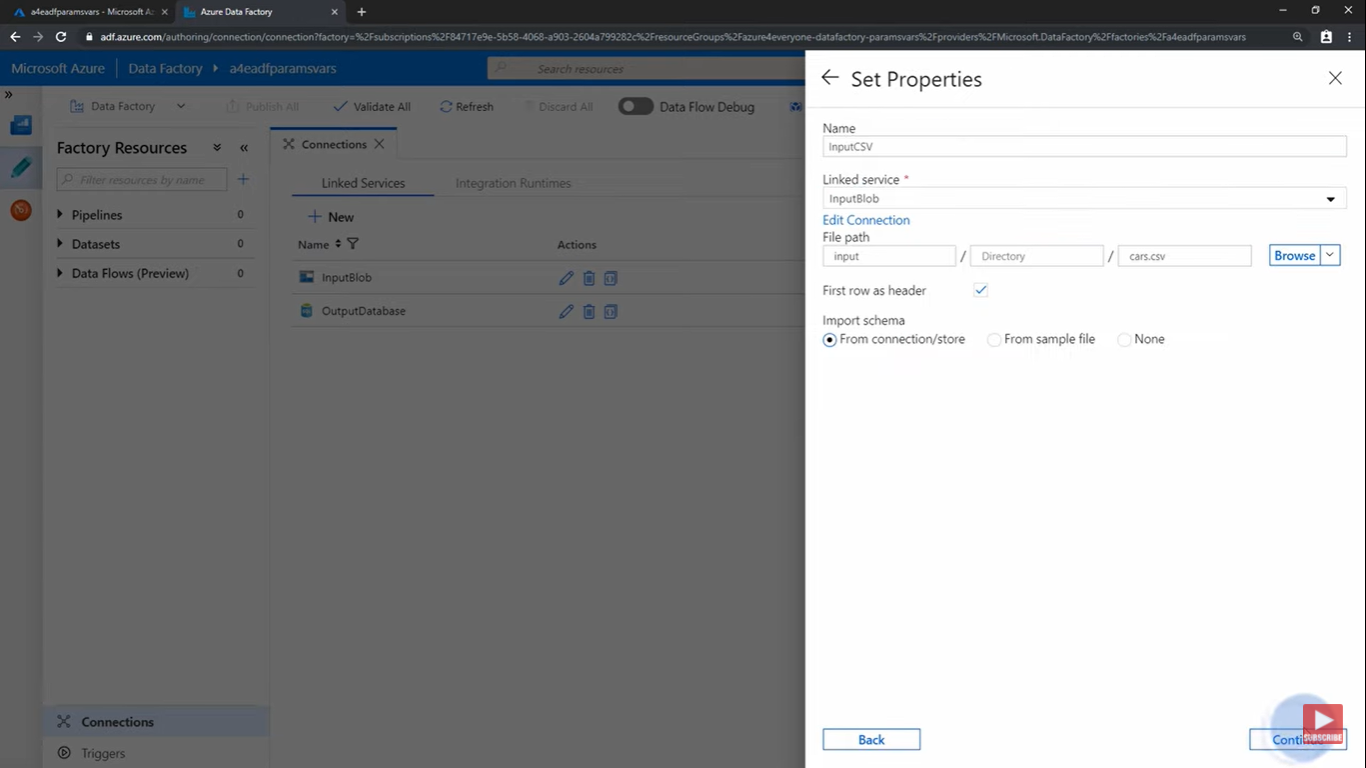 a4eadfparamsvars - Microsoft Az
Azure Data Factory
adf.azure.com/authoring/connection/connection?factory=%2Fsubscriptions%2F84717e9e-5b58-4068-a903-2604a799282c%2FresourceGroups%2Fazure4everyone-datafactory-paramsvars%2Fproviders%2FMicrosoft.DataFactory%2Ffactories%2Fa4eadfparamsvars
Microsoft Azure
Data Factory
a4eadfparamsvars
Search resources
Data Factory
Publish All
Validate All
Refresh
Discard All
Data Flow Debug
Factory Resources
Filter resources by name
Pipelines 0
Datasets 0
Data Flows (Preview) 0
Connections
Triggers
Connections
Linked Services
Integration Runtimes
New
Name Actions
InputBlob
OutputDatabase
Set Properties
Name
InputCSV
Linked service *
InputBlob
Edit Connection
File path
input / Directory / cars.csv Browse
First row as header
Import schema
From connection/store From sample file None
Back
SUBSCRIBE